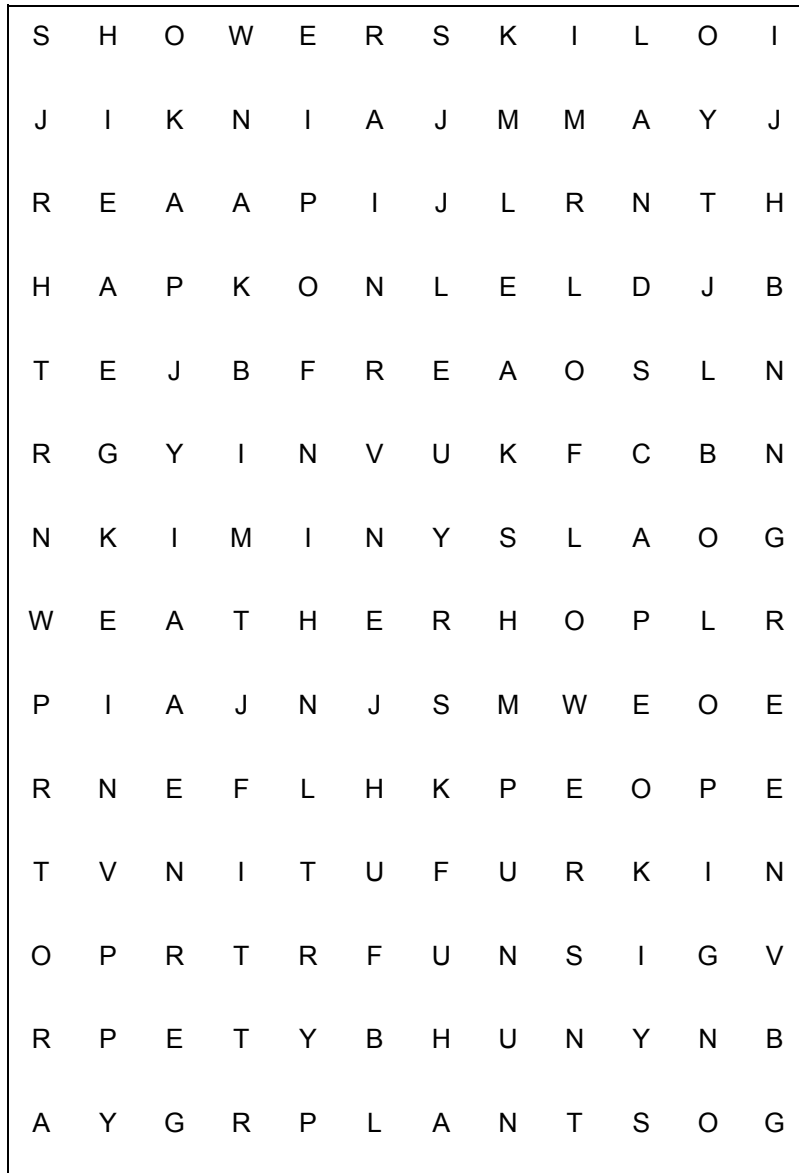 S H O W E R S K I L O I
J I K N I A J M M A Y J
R E A A P I J L R N T H
H A P K O N L E L D J B
T E J B F R E A O S L N
R G Y I N V U K F C B N
N K I M I N Y S L A O G
W E A T H E R H O P L R
P I A J N J S M W E O E
R N E F L H K P E O P E
T V N I T U F U R K I N
O P R T R F U N S I G V
R P E T Y B H U N Y N B
A Y G R P L A N T S O G